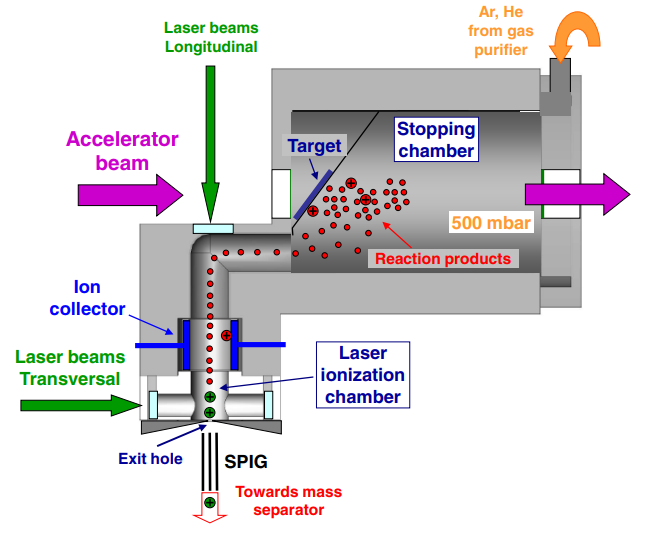 Laser beams
Longitudinal
Ar, He
from gas
purifier
Accelerator
beam
Target
Stopping
chamber
500 mbar
Reaction products
Ion
collector
Laser beams
Transversal
Laser
ionization
chamber
Exit hole
SPIG
Towards mass
separator